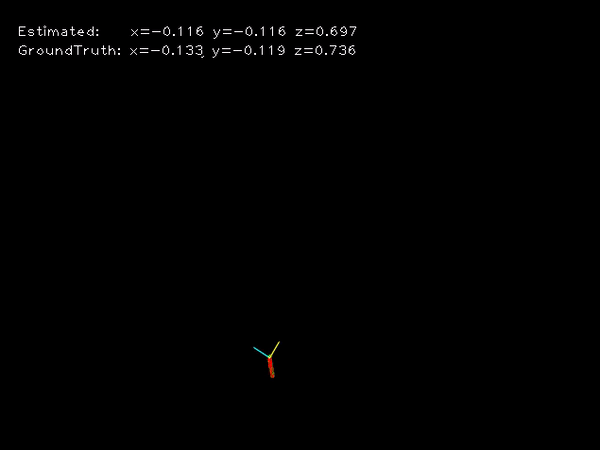 Estimated: x=-0.116 y=-0.116 z=0.697
GroundTruth: x=-0.133, y=-0.119 z=0.736